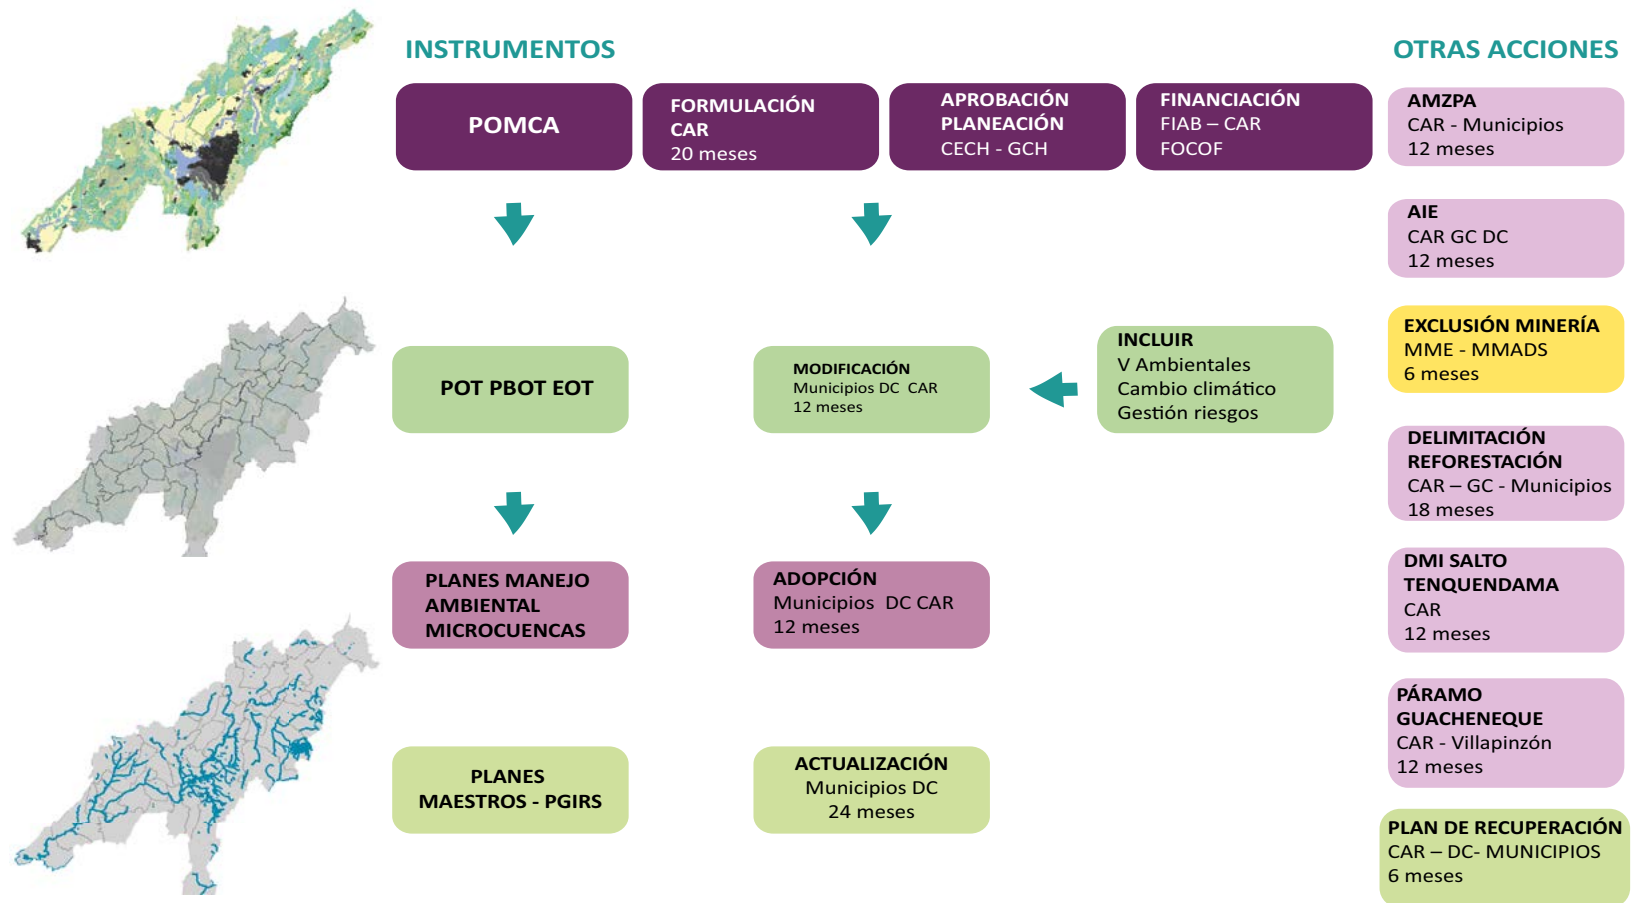 INSTRUMENTOS
POMCA
FORMULACIÓN
CAR
20 meses
APROBACIÓN
PLANEACIÓN
CECH - GCH
FINANCIACIÓN
FIAB – CAR
FOCOF
POT PBOT EOT
MODIFICACIÓN
Municipios DC CAR
12 meses
INCLUIR
V Ambientales
Cambio climático
Gestión riesgos
PLANES MANEJO
AMBIENTAL
MICROCUENCAS
ADOPCIÓN
Municipios DC CAR
12 meses
PLANES
MAESTROS - PGIRS
ACTUALIZACIÓN
Municipios DC
24 meses
OTRAS ACCIONES
AMZPA
CAR - Municipios
12 meses
AIE
CAR GC DC
12 meses
EXCLUSIÓN MINERÍA
MME - MMADS
6 meses
DELIMITACIÓN
REFORESTACIÓN
CAR – GC - Municipios
18 meses
DMI SALTO
TENQUENDAMA
CAR
12 meses
PÁRAMO
GUACHENEQUE
CAR - Villapinzón
12 meses
PLAN DE RECUPERACIÓN
CAR – DC- MUNICIPIOS
6 meses